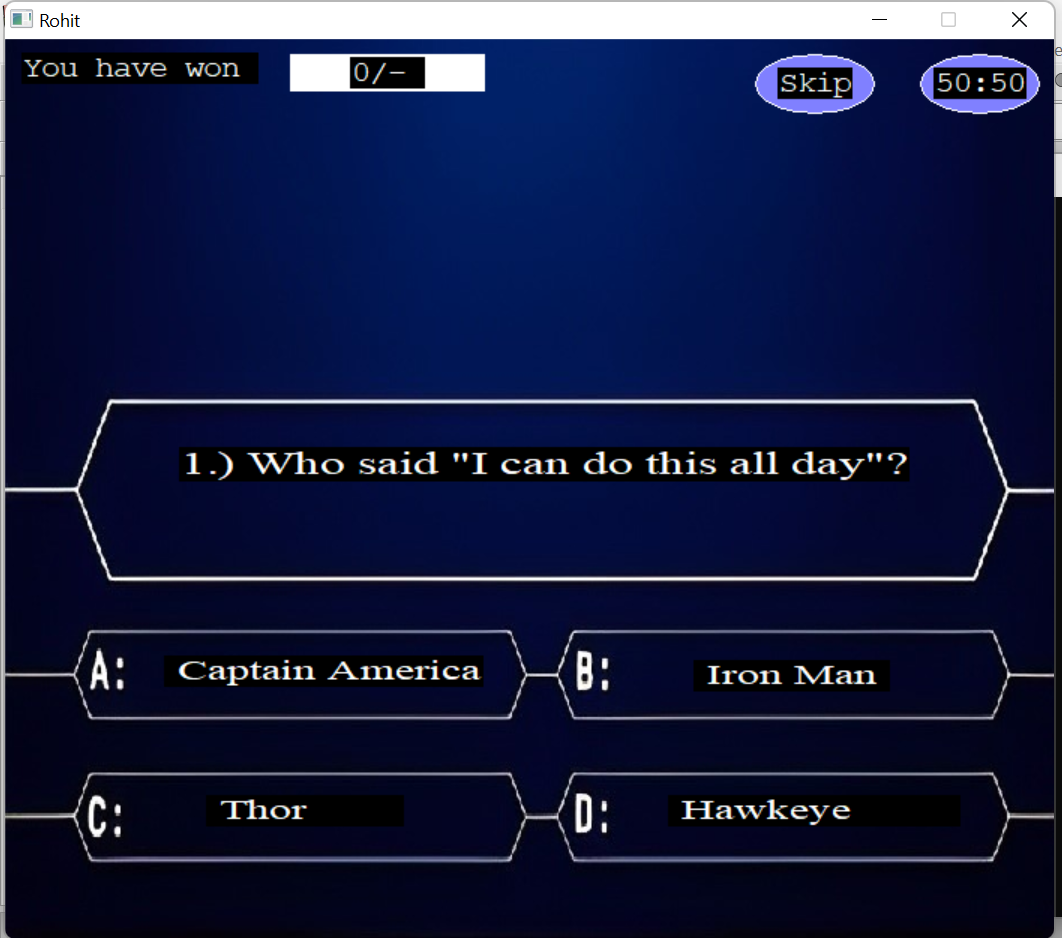 Rohit
You have won 0/- Skip 50:50
1.) Who said "I can do this all day"?
A: Captain America B: Iron Man
C: Thor D: Hawkeye